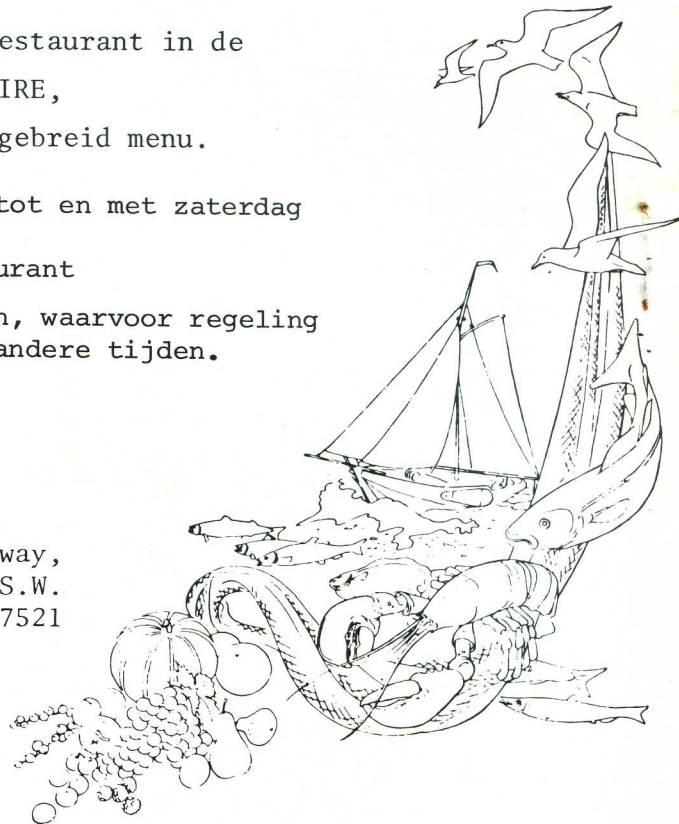 estaurant in de
IRE,
gebreid menu.
tot en met zaterdag
urant
n, waarvoor regeling
andere tijden.
way,
S.W.
7521